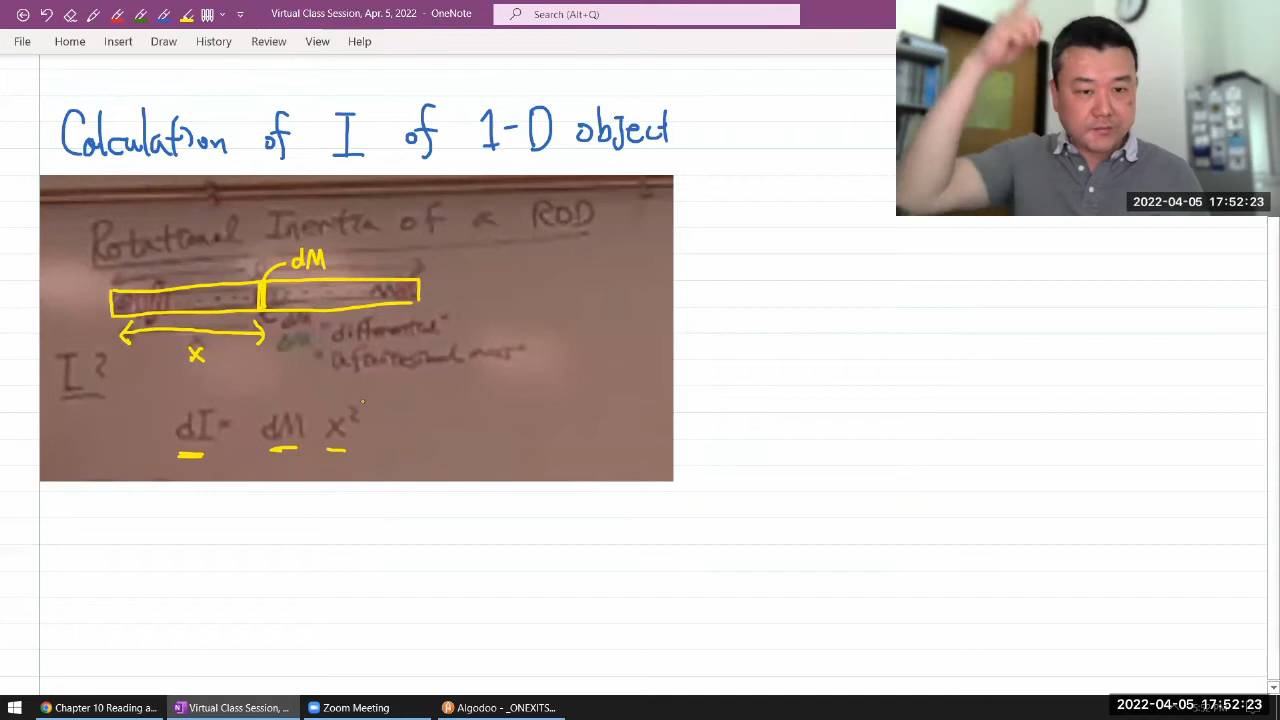 Virtual Class Session, Apr. 5, 2022 - OneNote
Search (Alt+Q)
File Home Insert Draw History Review View Help
2022-04-05 17:52:23
Calculation of I of 1-D object
Rotational Inertia of a ROD
dM
dM
"differential"
x
I?
dI = dM x²
Chapter 10 Reading a...
Virtual Class Session, ...
Zoom Meeting
Algodoo - _ONEXITS...
2022-04-05 17:52:23